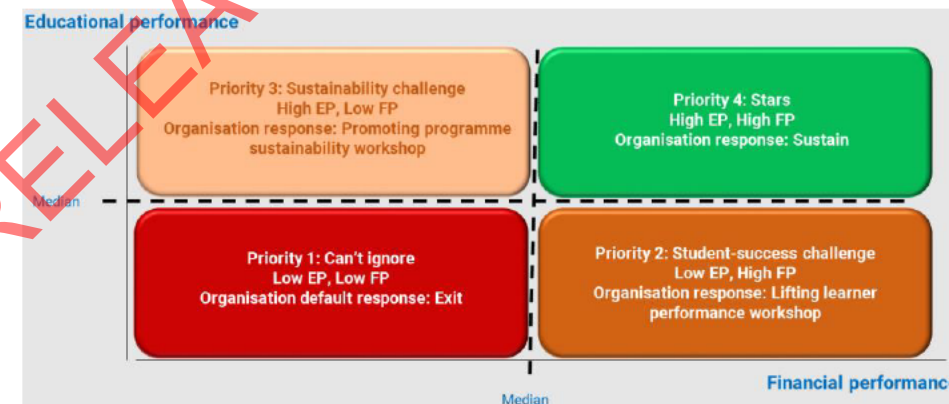 Educational performance
Priority 3: Sustainability challenge
High EP, Low FP
Organisation response: Promoting programme
sustainability workshop
Priority 4: Stars
High EP, High FP
Organisation response: Sustain
Median
Priority 1: Can't ignore
Low EP, Low FP
Organisation default response: Exit
Priority 2: Student-success challenge
Low EP, High FP
Organisation response: Lifting learner
performance workshop
Financial performanc
Median